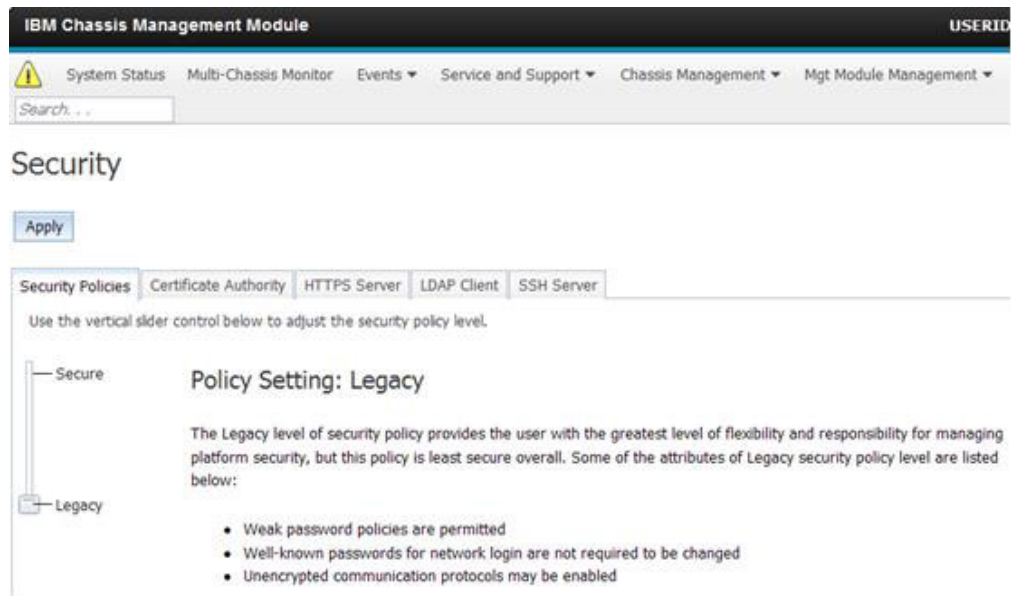 IBM Chassis Management Module USERID
System Status Multi-Chassis Monitor Events Service and Support Chassis Management Mgt Module Management
Search. . .
Security
Apply
Security Policies Certificate Authority HTTPS Server LDAP Client SSH Server
Use the vertical slider control below to adjust the security policy level.
Secure
Policy Setting: Legacy
The Legacy level of security policy provides the user with the greatest level of flexibility and responsibility for managing
platform security, but this policy is least secure overall. Some of the attributes of Legacy security policy level are listed
below:
Legacy
• Weak password policies are permitted
• Well-known passwords for network login are not required to be changed
• Unencrypted communication protocols may be enabled